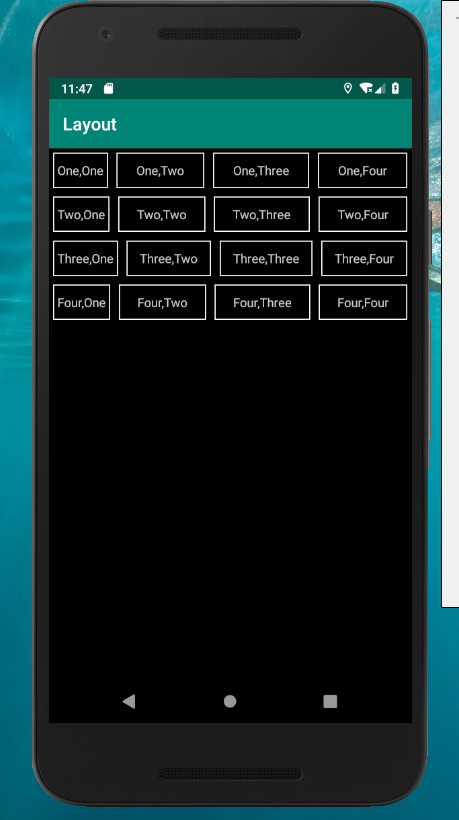 11:47
Layout
One,One One,Two One,Three One,Four
Two,One Two,Two Two,Three Two,Four
Three,One Three,Two Three,Three Three,Four
Four,One Four,Two Four,Three Four,Four